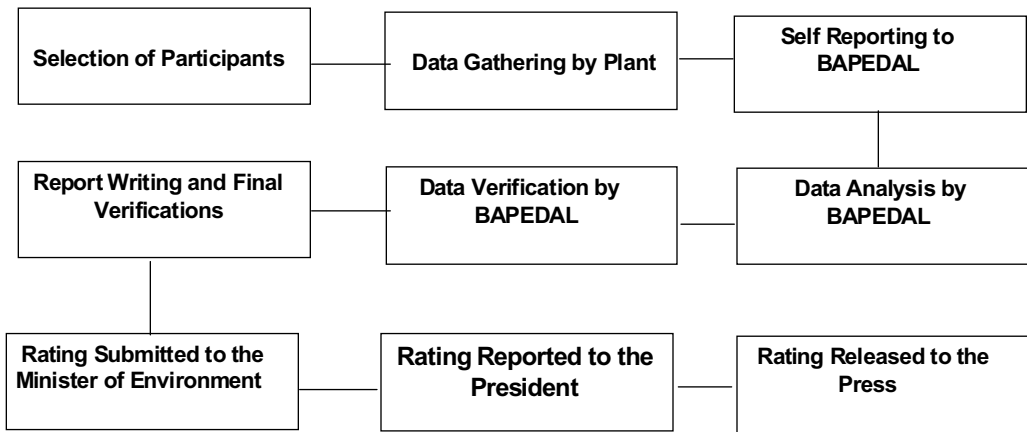 Selection of Participants
Data Gathering by Plant
Self Reporting to
BAPEDAL
Report Writing and Final
Verifications
Data Verification by
BAPEDAL
Data Analysis by
BAPEDAL
Rating Submitted to the
Minister of Environment
Rating Reported to the
President
Rating Released to the
Press